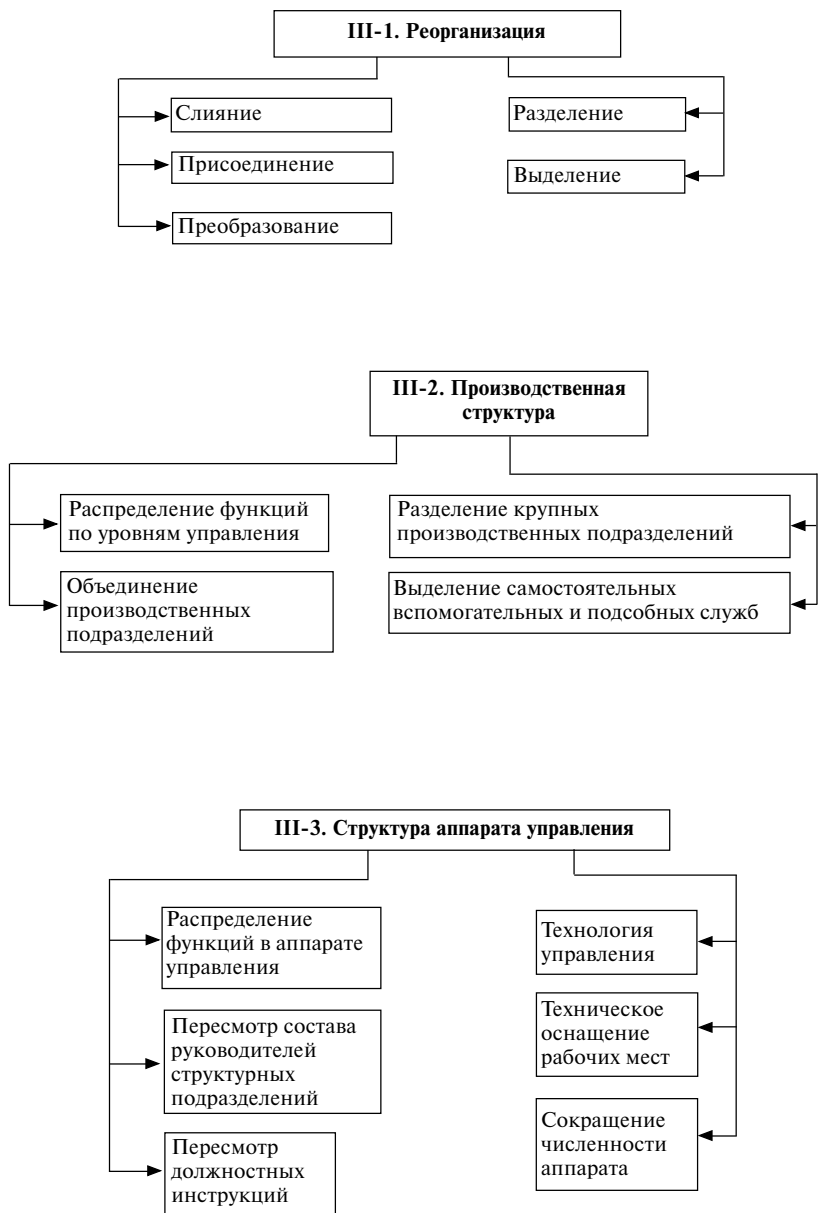 III-1. Реорганизация
Слияние
Присоединение
Преобразование
Разделение
Выделение
III-2. Производственная
структура
Распределение функций
по уровням управления
Объединение
производственных
подразделений
Разделение крупных
производственных подразделений
Выделение самостоятельных
вспомогательных и подсобных служб
III-3. Структура аппарата управления
Распределение
функций в аппарате
управления
Пересмотр состава
руководителей
структурных
подразделений
Пересмотр
должностных
инструкций
Технология
управления
Техническое
оснащение
рабочих мест
Сокращение
численности
аппарата